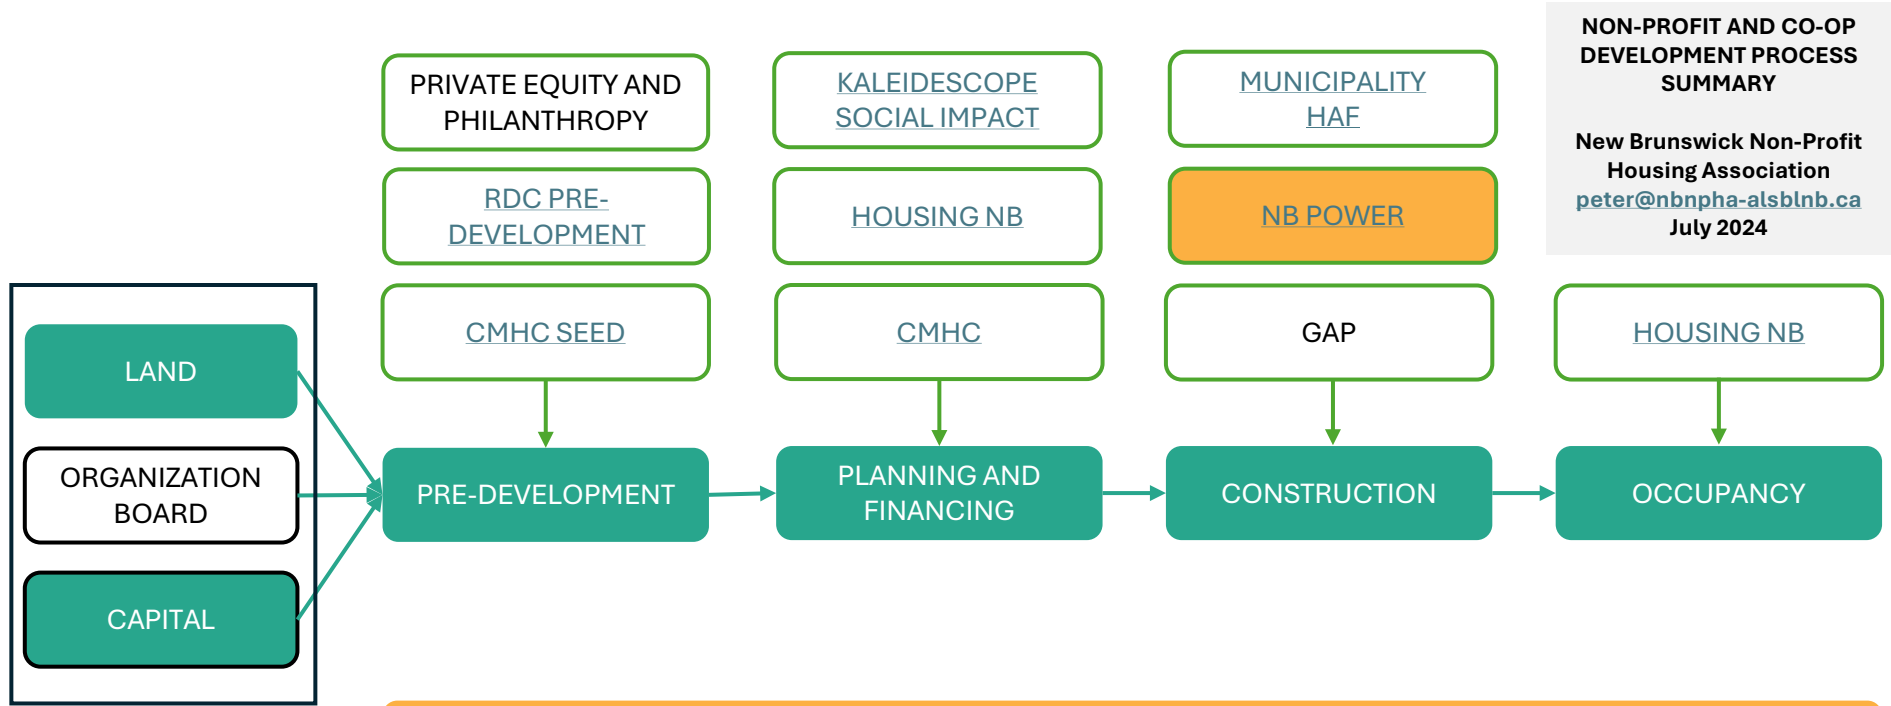 NON-PROFIT AND CO-OP
DEVELOPMENT PROCESS
SUMMARY
New Brunswick Non-Profit
Housing Association
peter@nbnpha-alsblnb.ca
July 2024
PRIVATE EQUITY AND
PHILANTHROPY
KALEIDESCOPE
SOCIAL IMPACT
MUNICIPALITY
HAF
RDC PRE-
DEVELOPMENT
HOUSING NB
NB POWER
CMHC SEED
CMHC
GAP
HOUSING NB
LAND
ORGANIZATION
BOARD
CAPITAL
PRE-DEVELOPMENT
PLANNING AND
FINANCING
CONSTRUCTION
OCCUPANCY